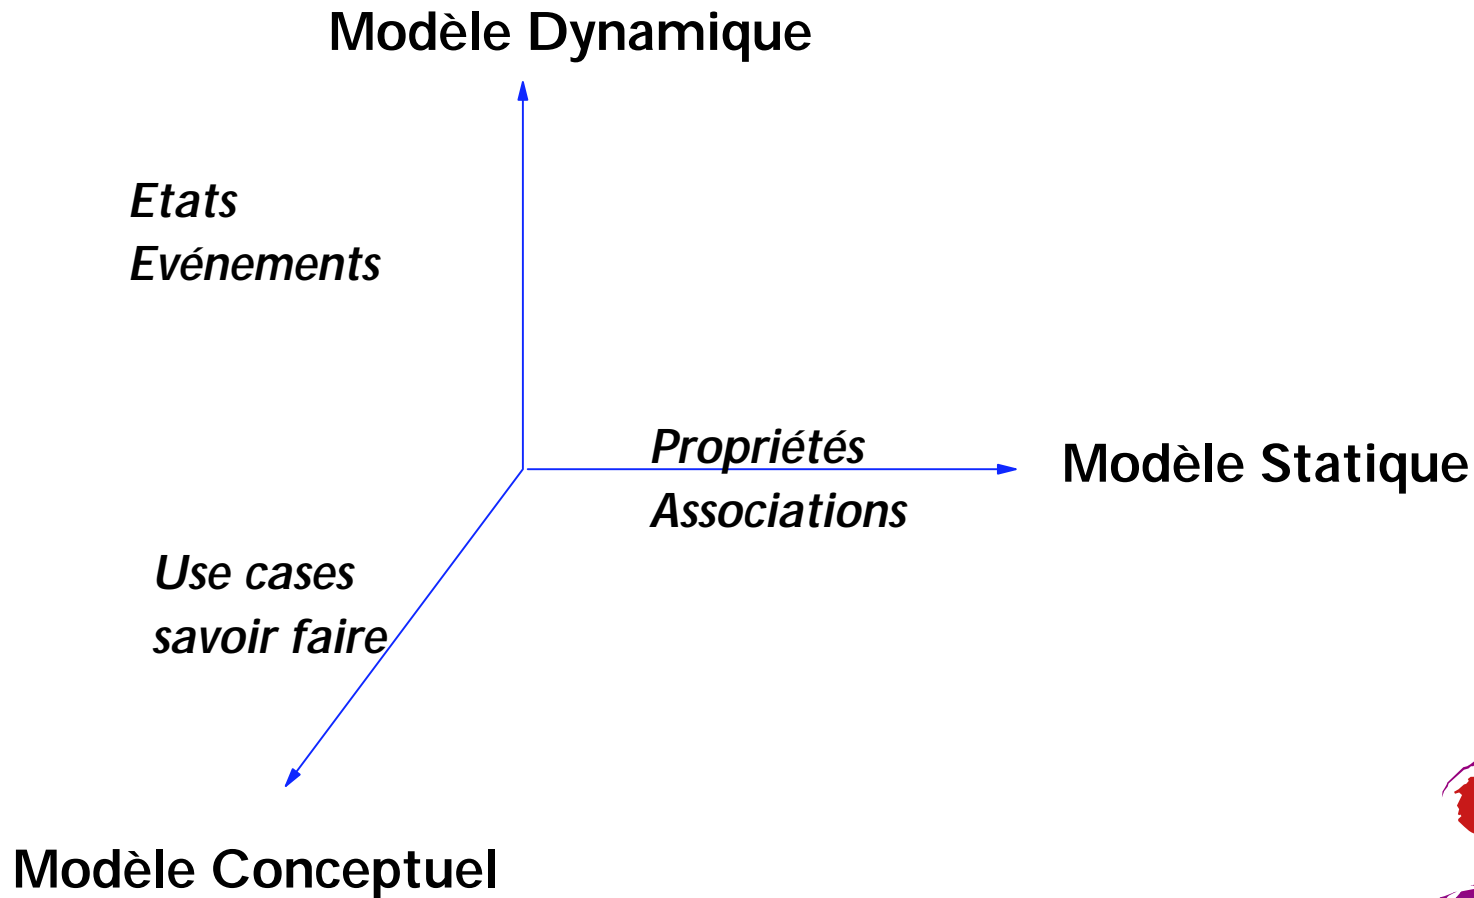 Modèle Dynamique
Etats
Evénements
Propriétés
Modèle Statique
Associations
Use cases
savoir faire
Modèle Conceptuel